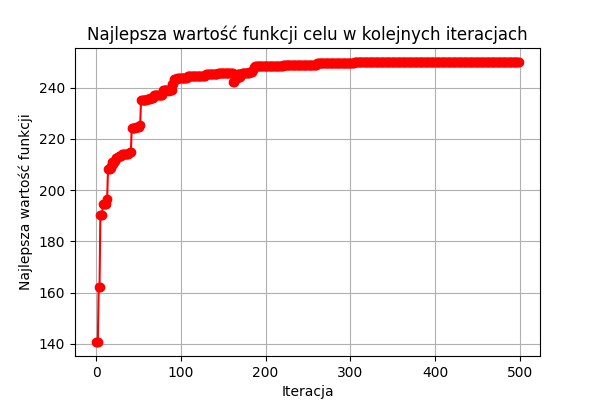 Najlepsza wartość funkcji celu w kolejnych iteracjach
Najlepsza wartość funkcji
240
220
200
180
160
140
0 100 200 300 400 500
Iteracja